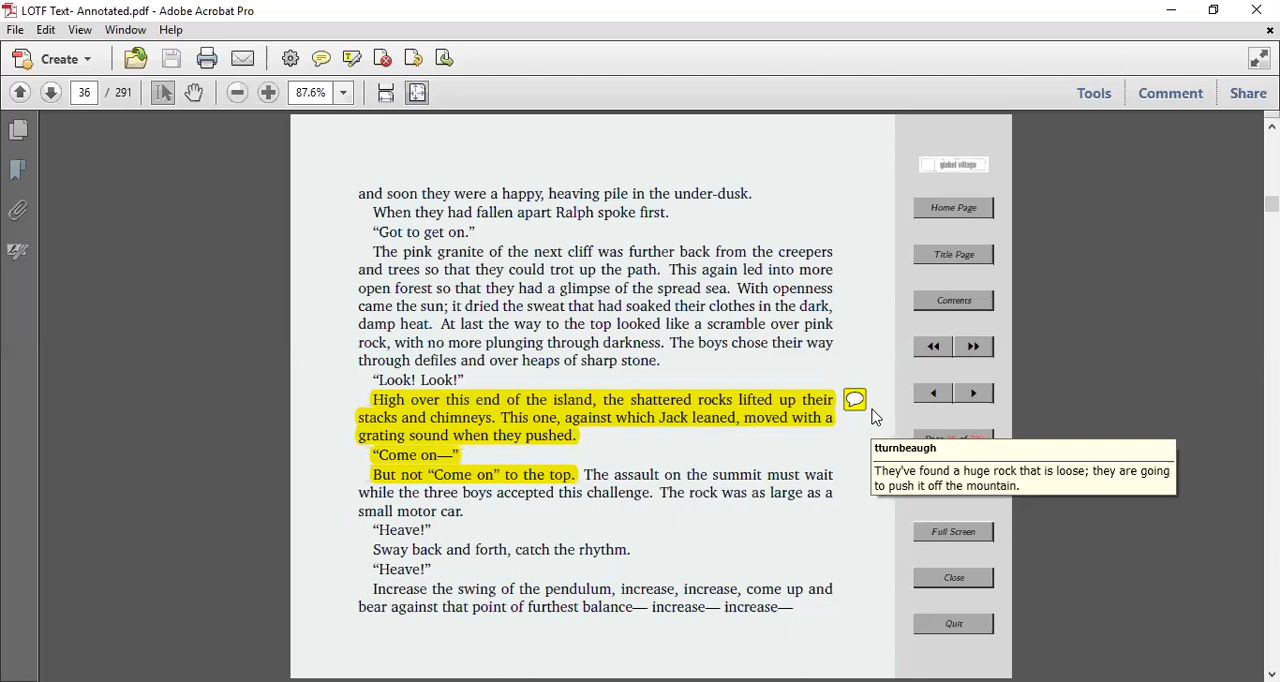 LOTF Text- Annotated.pdf - Adobe Acrobat Pro
File Edit View Window Help
Create
36 / 291 87.6% Tools Comment Share
and soon they were a happy, heaving pile in the under-dusk.
When they had fallen apart Ralph spoke first.
“Got to get on.”
The pink granite of the next cliff was further back from the creepers
and trees so that they could trot up the path. This again led into more
open forest so that they had a glimpse of the spread sea. With openness
came the sun; it dried the sweat that had soaked their clothes in the dark,
damp heat. At last the way to the top looked like a scramble over pink
rock, with no more plunging through darkness. The boys chose their way
through defiles and over heaps of sharp stone.
“Look! Look!”
High over this end of the island, the shattered rocks lifted up their
stacks and chimneys. This one, against which Jack leaned, moved with a
grating sound when they pushed.
“Come on—”
But not “Come on” to the top. The assault on the summit must wait
while the three boys accepted this challenge. The rock was as large as a
small motor car.
“Heave!”
Sway back and forth, catch the rhythm.
“Heave!”
Increase the swing of the pendulum, increase, increase, come up and
bear against that point of furthest balance— increase— increase—
global village
Home Page
Title Page
Contents
tturnbeaugh
They've found a huge rock that is loose; they are going
to push it off the mountain.
Full Screen
Close
Quit